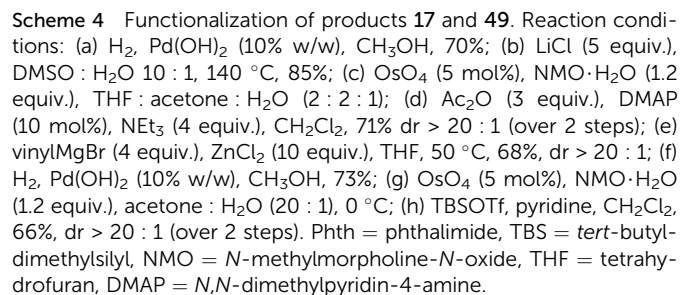 Scheme 4 Functionalization of products 17 and 49. Reaction condi-
tions: (a) H₂, Pd(OH)₂ (10% w/w), CH₃OH, 70%; (b) LiCl (5 equiv.),
DMSO : H₂O 10 : 1, 140 °C, 85%; (c) OsO₄ (5 mol%), NMO·H₂O (1.2
equiv.), THF : acetone : H₂O (2 : 2 : 1); (d) Ac₂O (3 equiv.), DMAP
(10 mol%), NEt₃ (4 equiv.), CH₂Cl₂, 71% dr > 20 : 1 (over 2 steps); (e)
vinylMgBr (4 equiv.), ZnCl₂ (10 equiv.), THF, 50 °C, 68%, dr > 20 : 1; (f)
H₂, Pd(OH)₂ (10% w/w), CH₃OH, 73%; (g) OsO₄ (5 mol%), NMO·H₂O
(1.2 equiv.), acetone : H₂O (20 : 1), 0 °C; (h) TBSOTf, pyridine, CH₂Cl₂,
66%, dr > 20 : 1 (over 2 steps). Phth = phthalimide, TBS = tert-butyl-
dimethylsilyl, NMO = N-methylmorpholine-N-oxide, THF = tetrahy-
drofuran, DMAP = N,N-dimethylpyridin-4-amine.